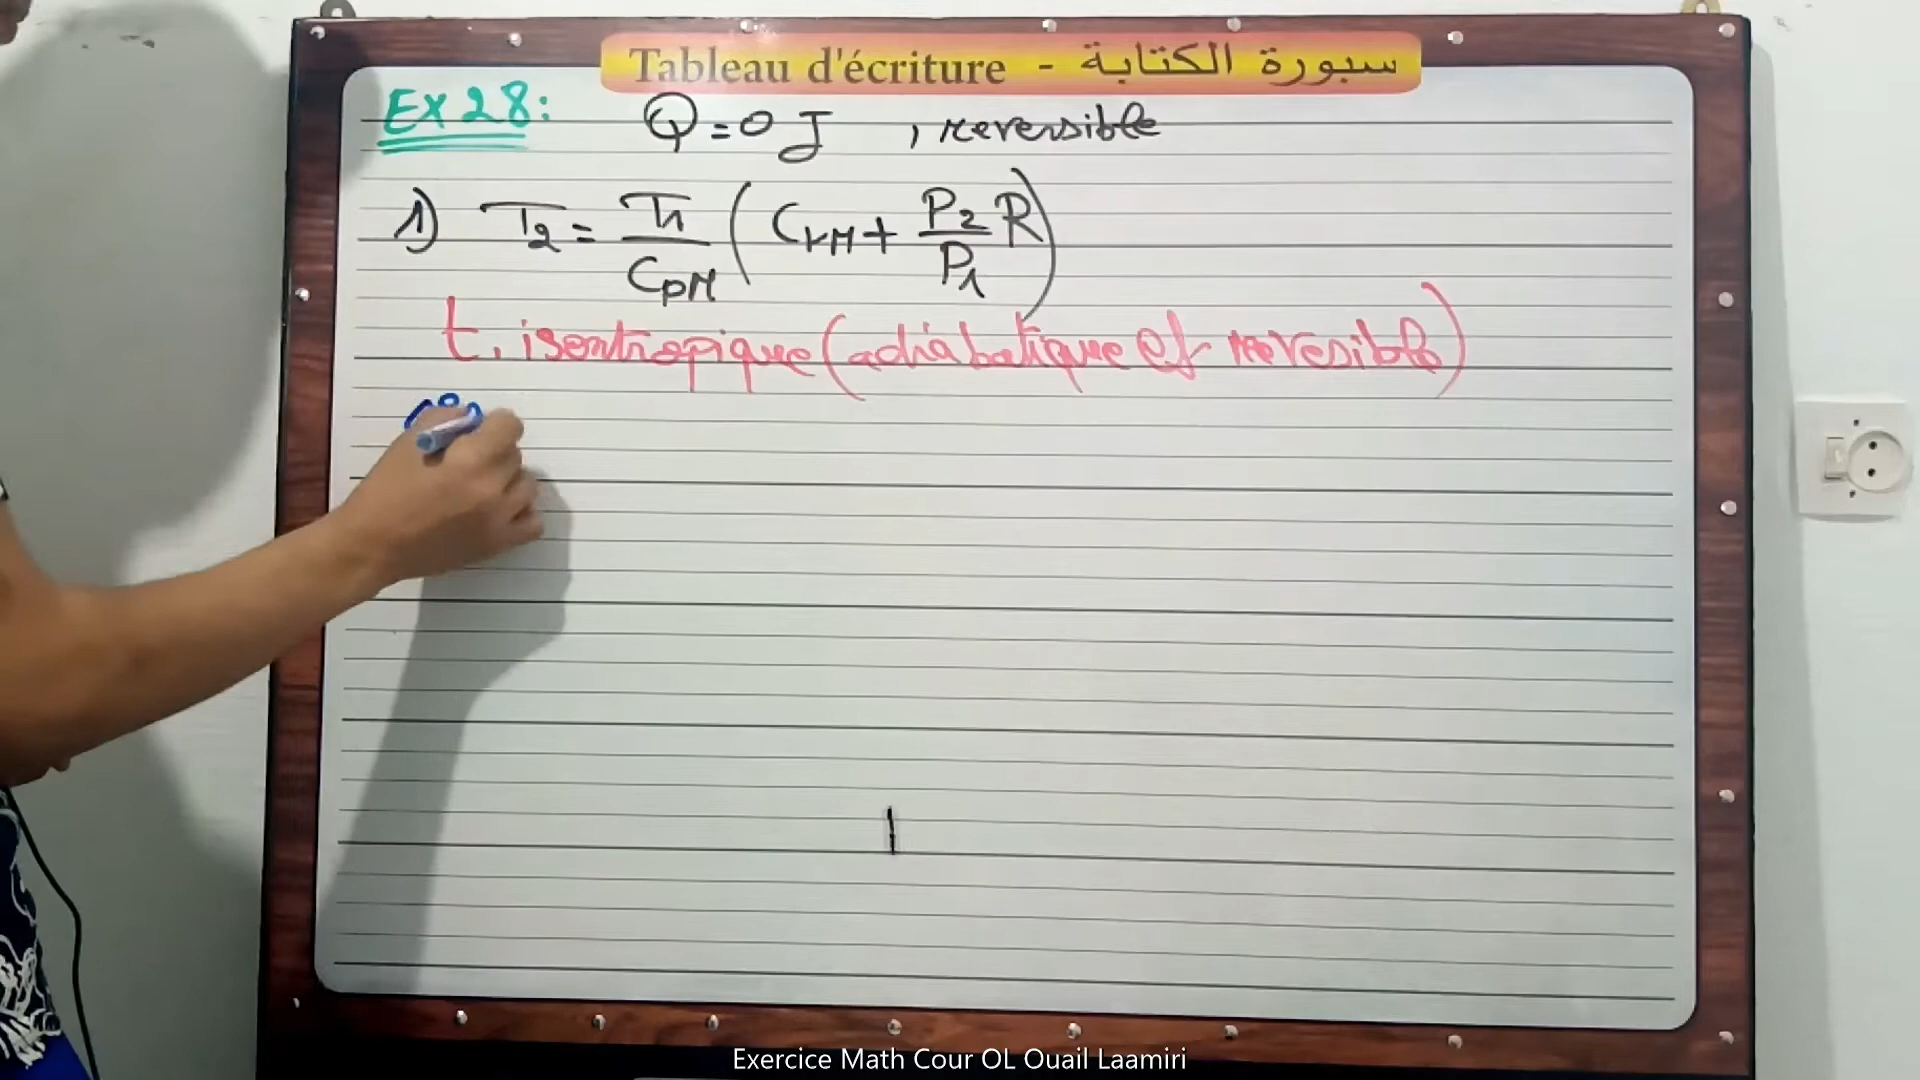 Tableau d'écriture - سبورة الكتابة
Ex 28: Q = 0 J , reversible
1) T2 = T1/CpM (CvM + P2/P1 R)
t. isentropique (adiabatique et reversible)
Exercice Math Cour OL Ouail Laamiri